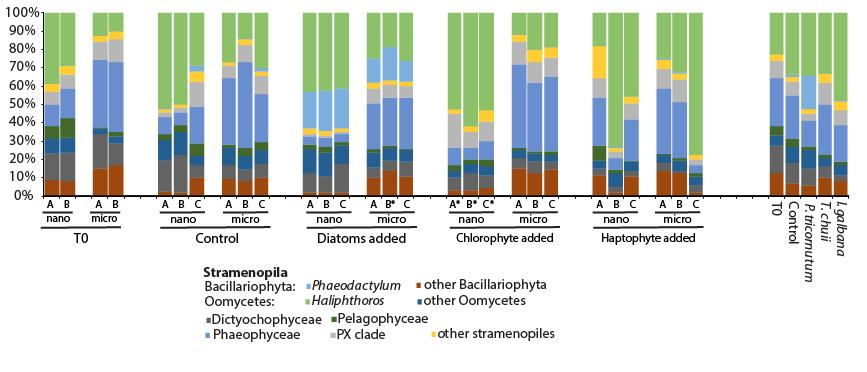 100%
90%
80%
70%
60%
50%
40%
30%
20%
10%
0%
A B A B A B C A B C A B C A B* C A* B* C* A B C A B C A B C
nano micro nano micro nano micro nano micro nano micro
T0 Control Diatoms added Chlorophyte added Haptophyte added
T0
Control
P. tricornutum
T. chuii
I. galbana
Stramenopila
Bacillariophyta: Phaeodactylum other Bacillariophyta
Oomycetes: Haliphthoros other Oomycetes
Dictyochophyceae Pelagophyceae
Phaeophyceae PX clade other stramenopiles